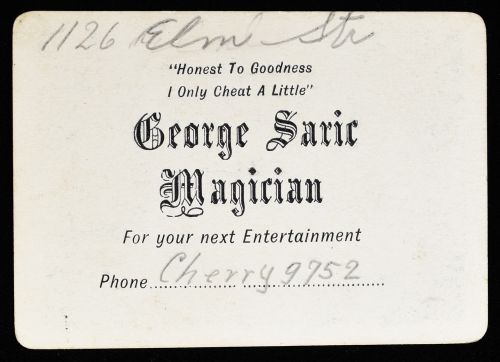 1126 Elm Str
"Honest To Goodness
I Only Cheat A Little"
George Saric
Magician
For your next Entertainment
Phone Cherry 9752